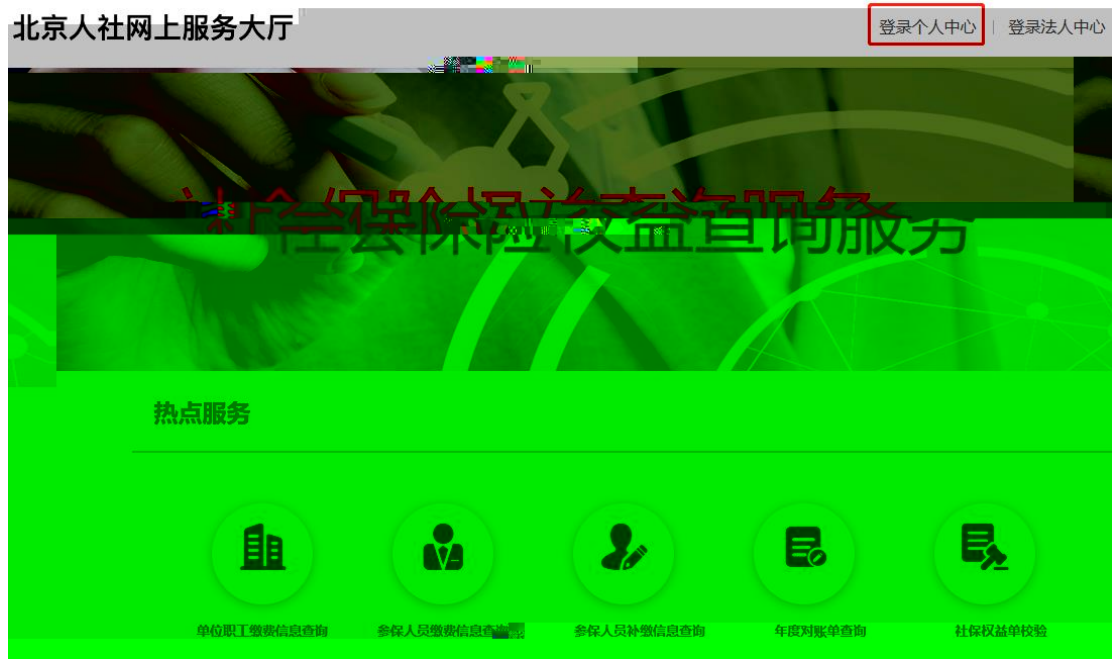 北京人社网上服务大厅
登录个人中心 | 登录法人中心
社会保险权益查询服务
热点服务
单位职工缴费信息查询 参保人员缴费信息查询 参保人员补缴信息查询 年度对账单查询 社保权益单校验